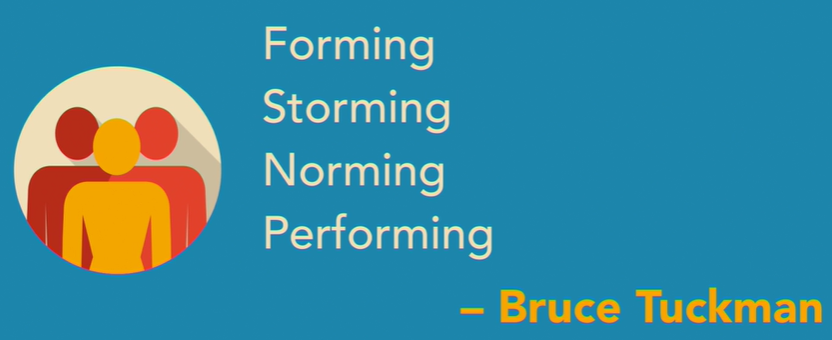 Forming
Storming
Norming
Performing
– Bruce Tuckman